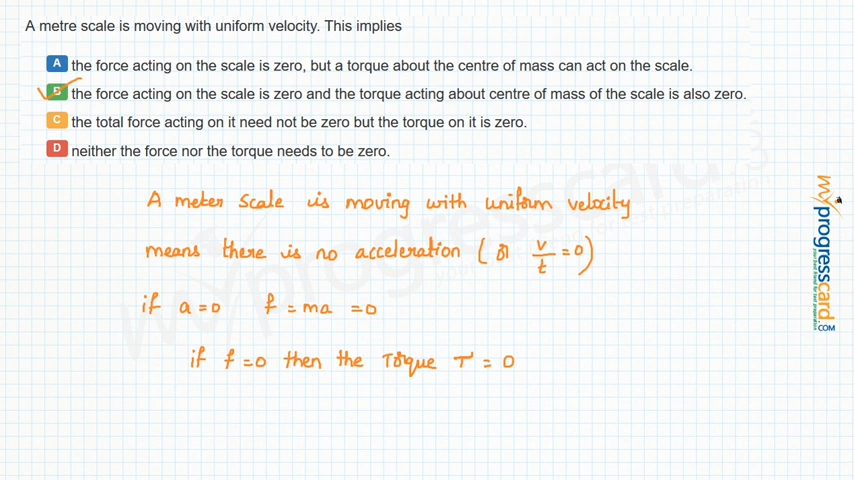 A metre scale is moving with uniform velocity. This implies
A the force acting on the scale is zero, but a torque about the centre of mass can act on the scale.
B the force acting on the scale is zero and the torque acting about centre of mass of the scale is also zero.
C the total force acting on it need not be zero but the torque on it is zero.
D neither the force nor the torque needs to be zero.
A meter scale is moving with uniform velocity
means there is no acceleration (or v/t = 0)
if a = 0 f = ma = 0
if f = 0 then the Torque τ = 0
myprogresscard.COM